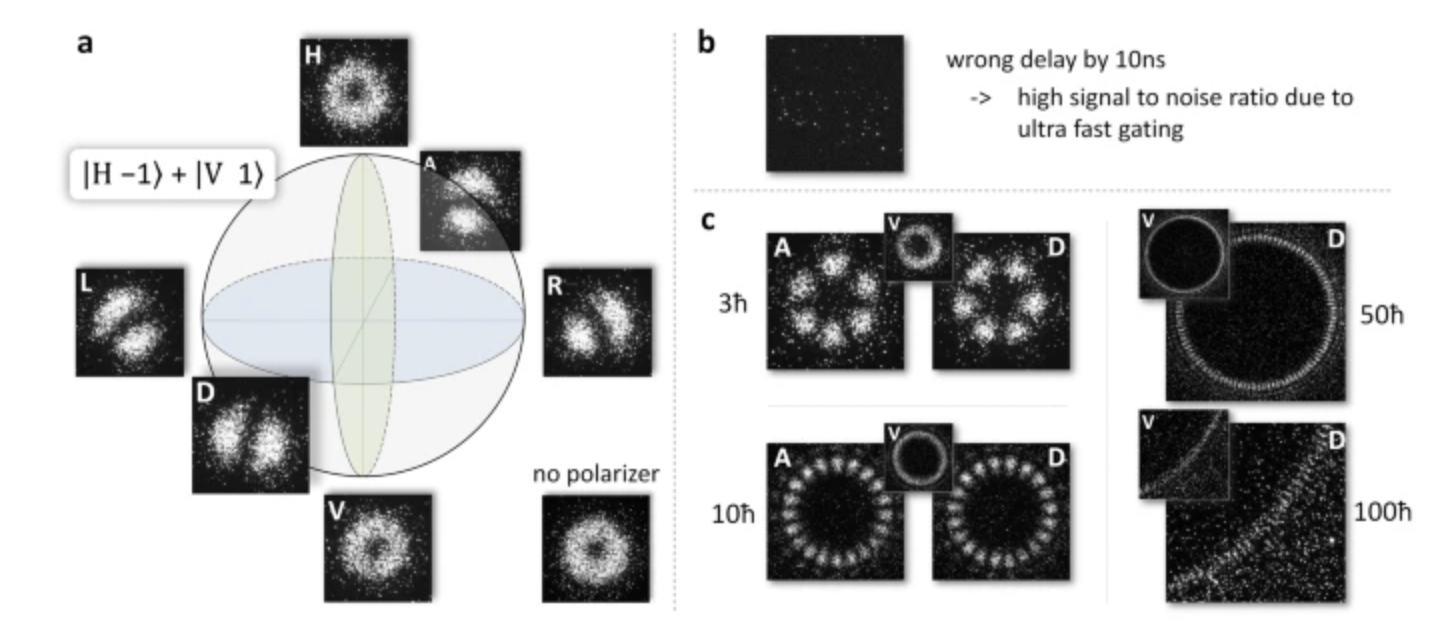 a
H
|H −1⟩ + |V 1⟩
A
L
R
D
no polarizer
V
b
wrong delay by 10ns
-> high signal to noise ratio due to
ultra fast gating
c
A
V
D
3ħ
V
D
50ħ
A
V
D
10ħ
V
D
100ħ